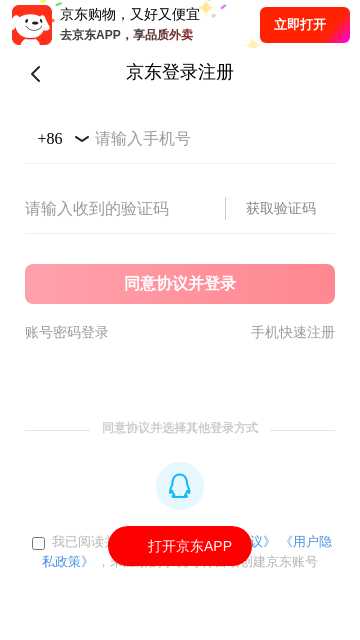 京东购物，又好又便宜
去京东APP，享品质外卖
立即打开
京东登录注册
+86 请输入手机号
请输入收到的验证码 获取验证码
同意协议并登录
账号密码登录 手机快速注册
同意协议并选择其他登录方式
我已阅读 议》 《用户隐
打开京东APP
私政策》 创建京东账号